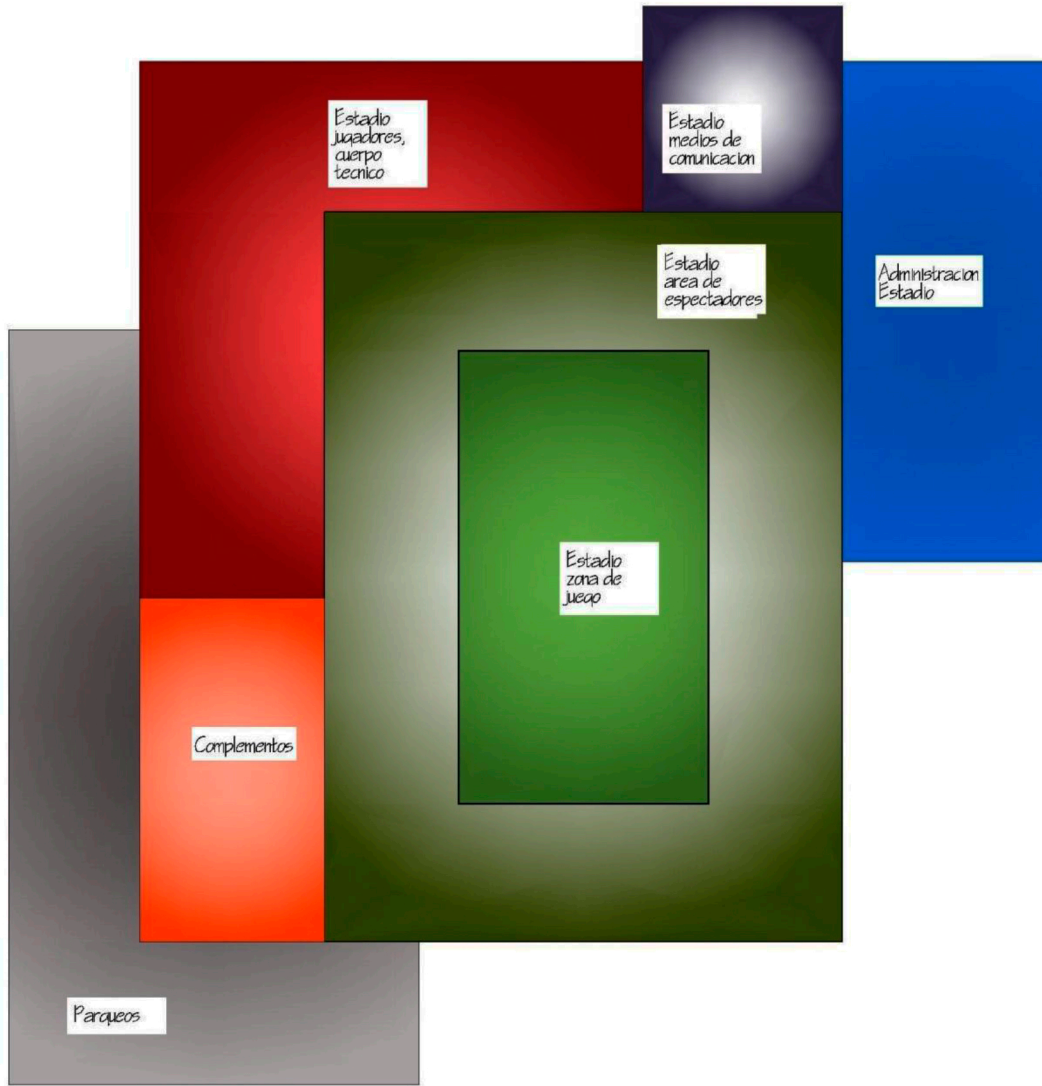 Estadio
jugadores,
cuerpo
tecnico
Estadio
medios de
comunicacion
Estadio
area de
espectadores
Administracion
Estadio
Estadio
zona de
juego
Complementos
Parqueos